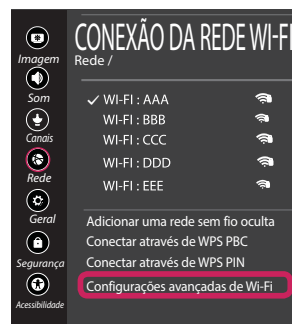 CONEXÃO DA REDE WI-FI
Rede /
Imagem
Som
Canais
Rede
Geral
Segurança
Acessibilidade
WI-FI : AAA
WI-FI : BBB
WI-FI : CCC
WI-FI : DDD
WI-FI : EEE
Adicionar uma rede sem fio oculta
Conectar através de WPS PBC
Conectar através de WPS PIN
Configurações avançadas de Wi-Fi